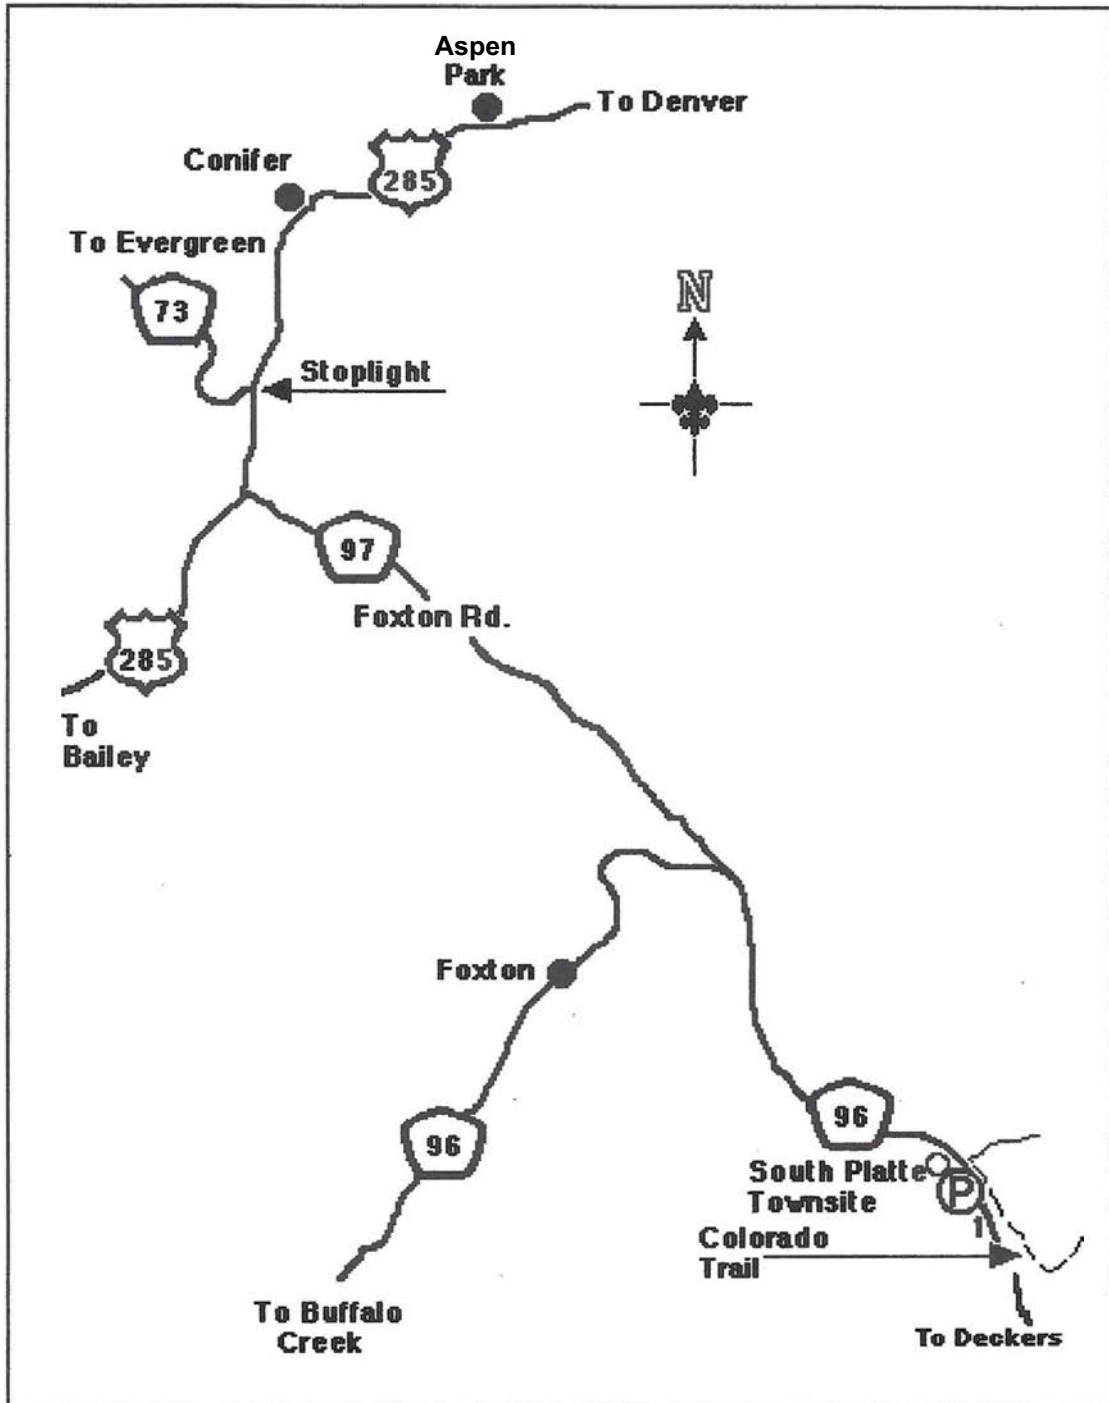 Aspen
Park
To Denver
Conifer
285
To Evergreen
N
73
Stoplight
97
Foxton Rd.
285
To
Bailey
Foxton
96
96
South Platte
Townsite
P
1
Colorado
Trail
To Buffalo
Creek
To Deckers